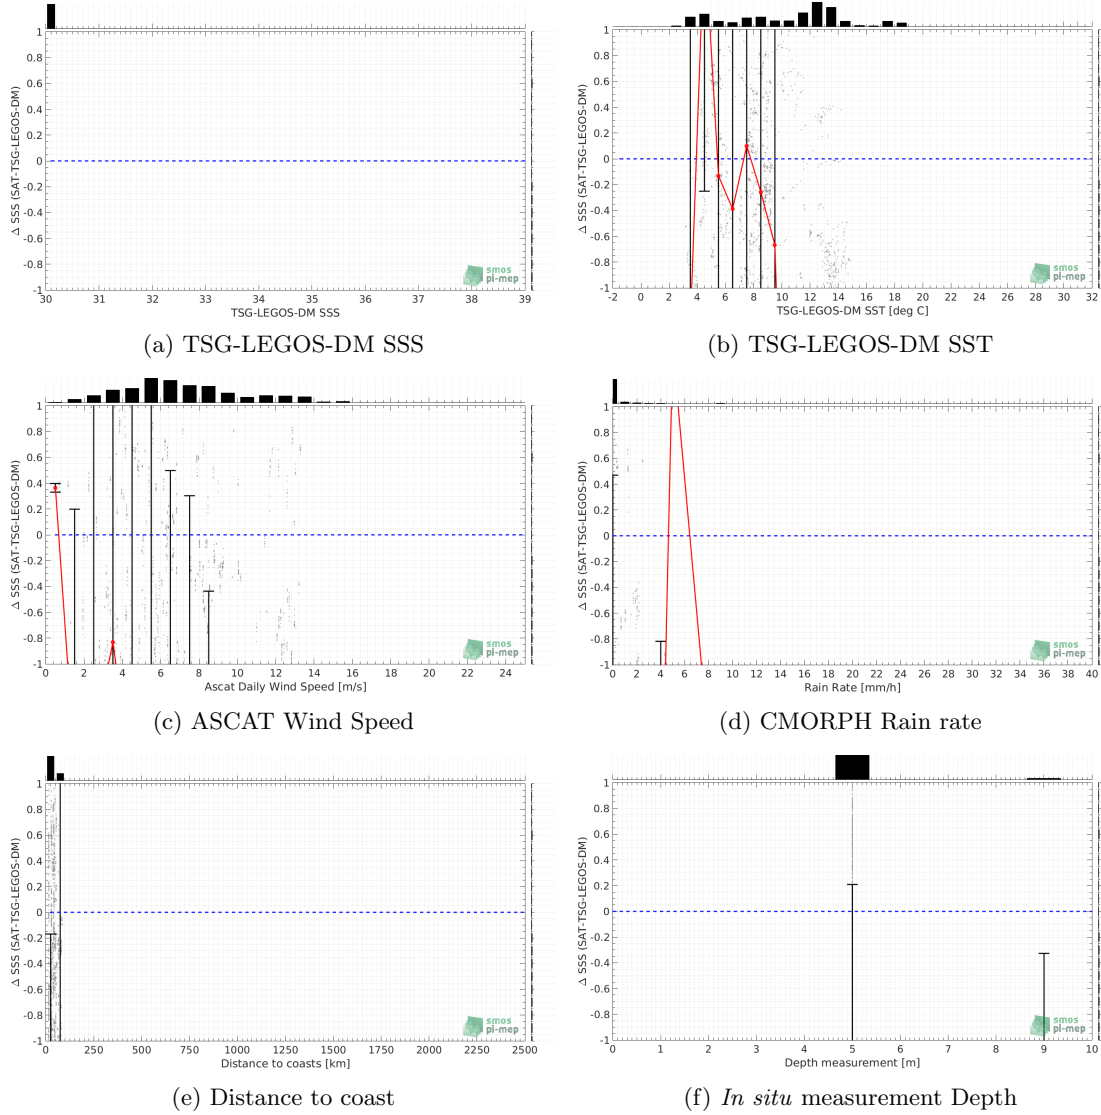 1
0.8
0.6
0.4
0.2
0
-0.2
-0.4
-0.6
-0.8
-1
Δ SSS (SAT-TSG-LEGOS-DM)
30 31 32 33 34 35 36 37 38 39
TSG-LEGOS-DM SSS
smos
pi-mep
(a) TSG-LEGOS-DM SSS
1
0.8
0.6
0.4
0.2
0
-0.2
-0.4
-0.6
-0.8
-1
Δ SSS (SAT-TSG-LEGOS-DM)
-2 0 2 4 6 8 10 12 14 16 18 20 22 24 26 28 30 32
TSG-LEGOS-DM SST [deg C]
smos
pi-mep
(b) TSG-LEGOS-DM SST
1
0.8
0.6
0.4
0.2
0
-0.2
-0.4
-0.6
-0.8
-1
Δ SSS (SAT-TSG-LEGOS-DM)
0 2 4 6 8 10 12 14 16 18 20 22 24
Ascat Daily Wind Speed [m/s]
smos
pi-mep
(c) ASCAT Wind Speed
1
0.8
0.6
0.4
0.2
0
-0.2
-0.4
-0.6
-0.8
-1
Δ SSS (SAT-TSG-LEGOS-DM)
0 2 4 6 8 10 12 14 16 18 20 22 24 26 28 30 32 34 36 38 40
Rain Rate [mm/h]
smos
pi-mep
(d) CMORPH Rain rate
1
0.8
0.6
0.4
0.2
0
-0.2
-0.4
-0.6
-0.8
-1
Δ SSS (SAT-TSG-LEGOS-DM)
0 250 500 750 1000 1250 1500 1750 2000 2250 2500
Distance to coasts [km]
smos
pi-mep
(e) Distance to coast
1
0.8
0.6
0.4
0.2
0
-0.2
-0.4
-0.6
-0.8
-1
Δ SSS (SAT-TSG-LEGOS-DM)
0 1 2 3 4 5 6 7 8 9 10
Depth measurement [m]
smos
pi-mep
(f) In situ measurement Depth